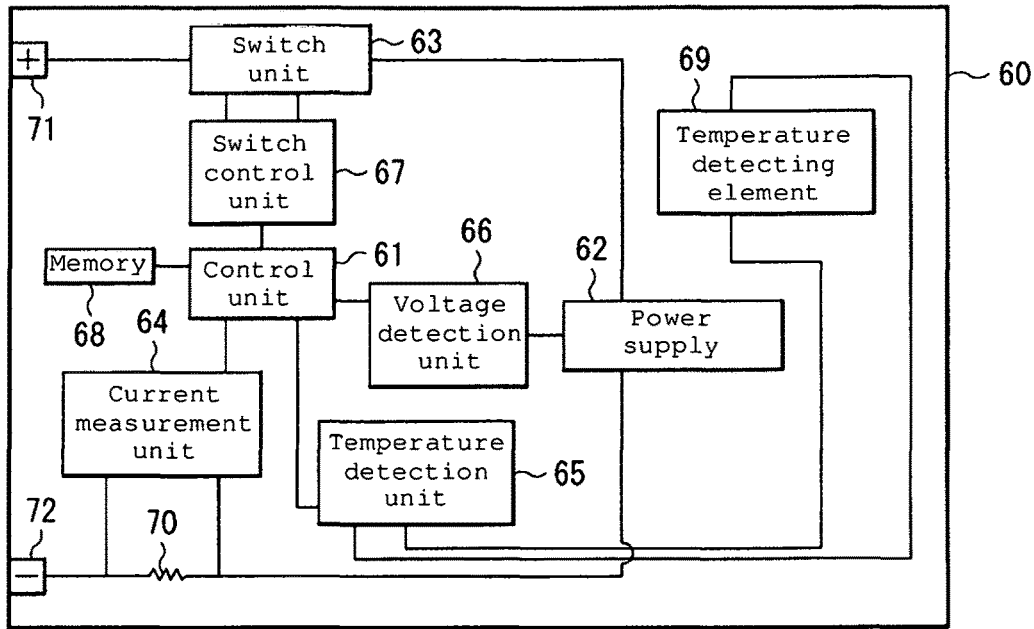 Switch
unit
63
+
71
60
69
Temperature
detecting
element
Switch
control
unit
67
61
66
62
Memory
68
Control
unit
Voltage
detection
unit
Power
supply
64
Current
measurement
unit
Temperature
detection
unit
65
72
−
70